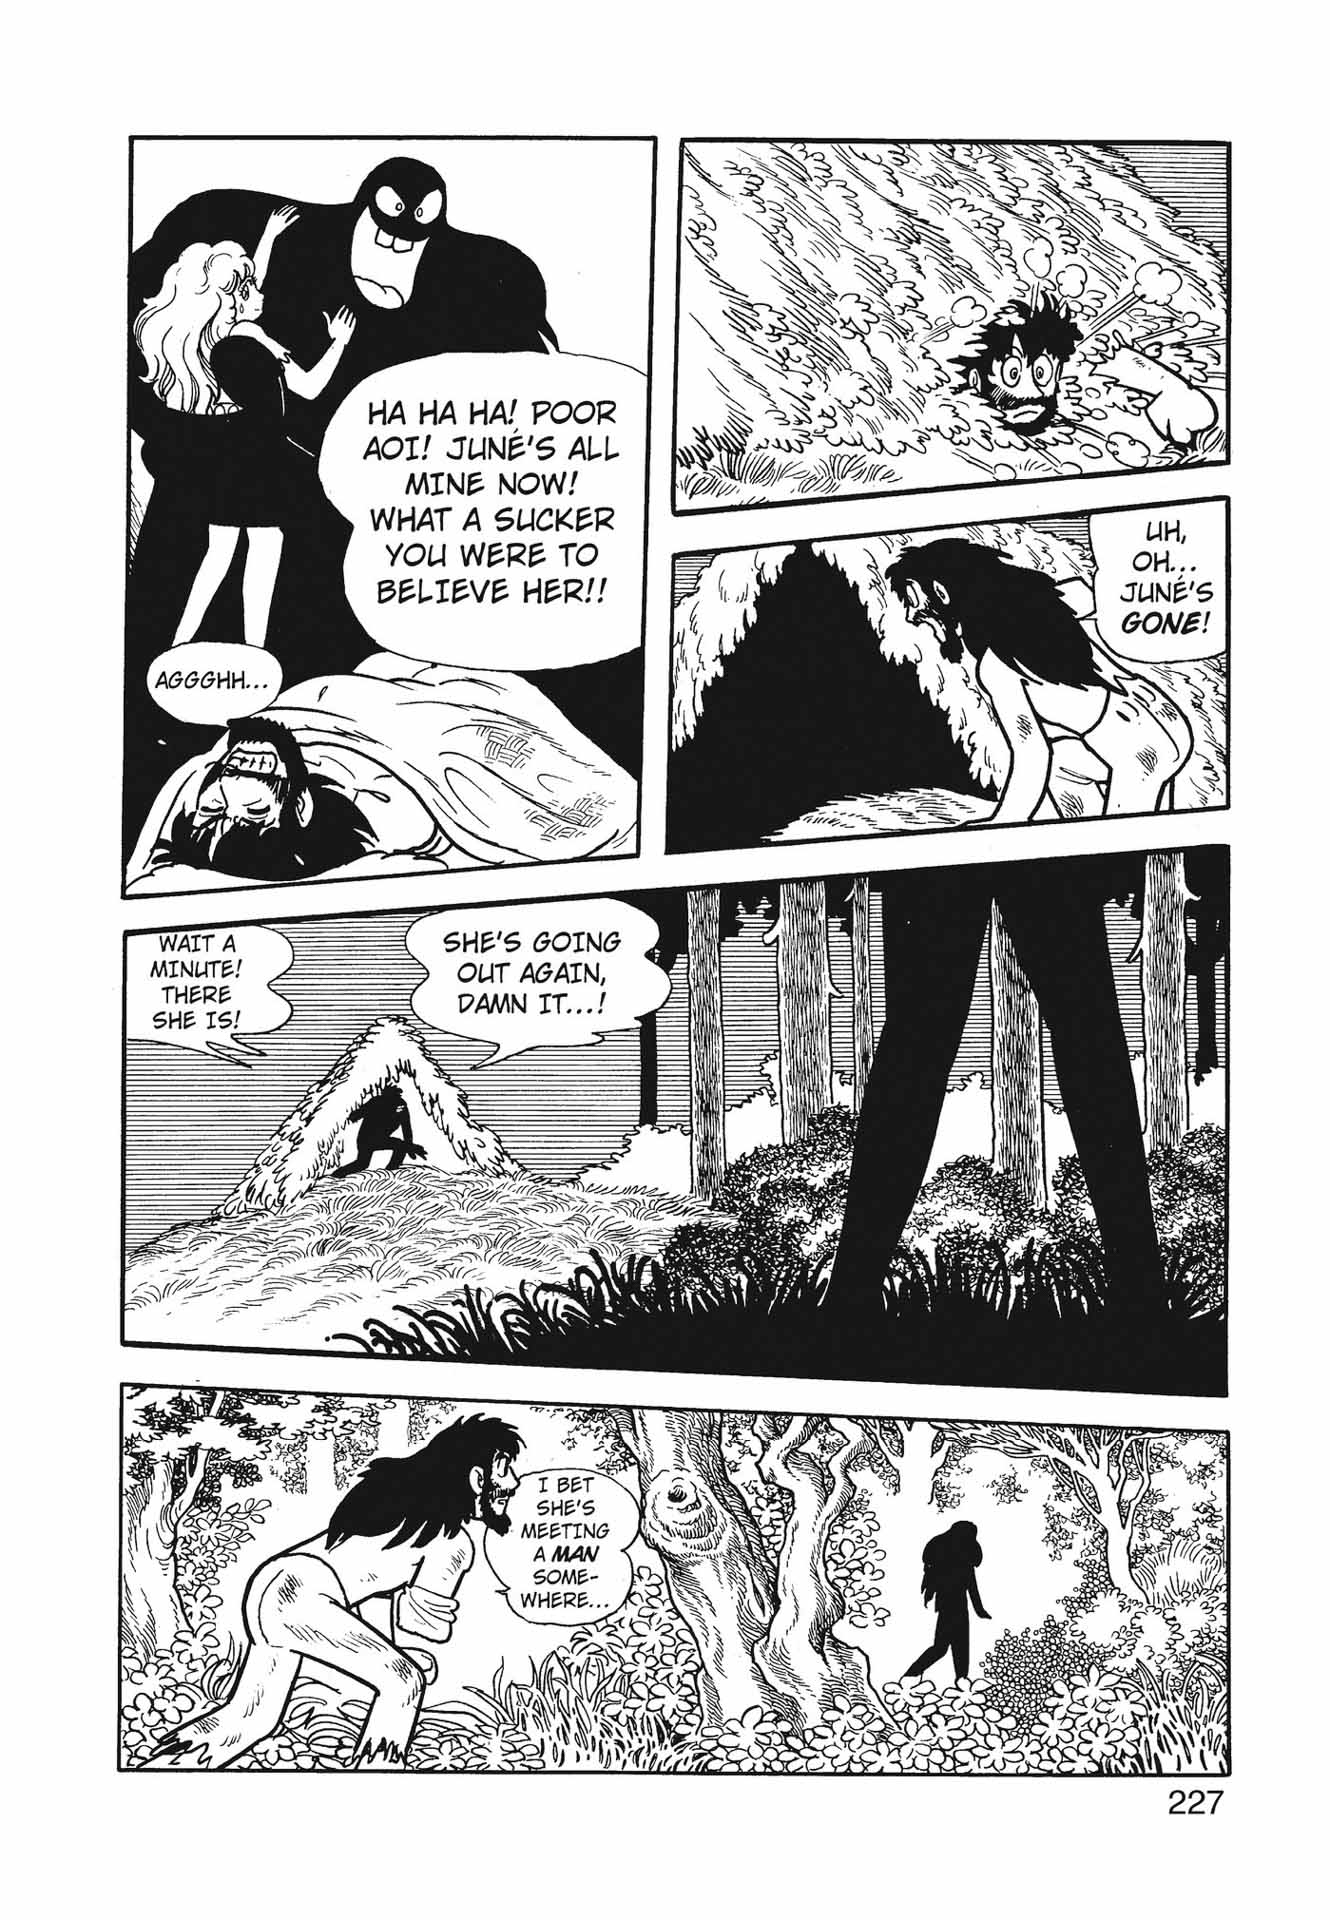 HA HA HA! POOR
AOI! JUNÉ'S ALL
MINE NOW!
WHAT A SUCKER
YOU WERE TO
BELIEVE HER!!
AGGGHH...
UH,
OH...
JUNÉ'S
GONE!
WAIT A
MINUTE!
THERE
SHE IS!
SHE'S GOING
OUT AGAIN,
DAMN IT...!
I BET
SHE'S
MEETING
A MAN
SOME-
WHERE...
227